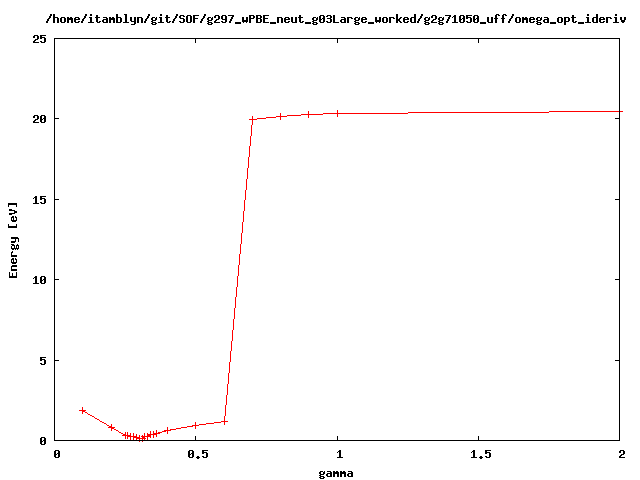 /home/itamblyn/git/SOF/g297_wPBE_neut_g03Large_worked/g2g71050_uff/omega_opt_ideriv
25
20
15
10
5
0
Energy [eV]
0 0.5 1 1.5 2
gamma